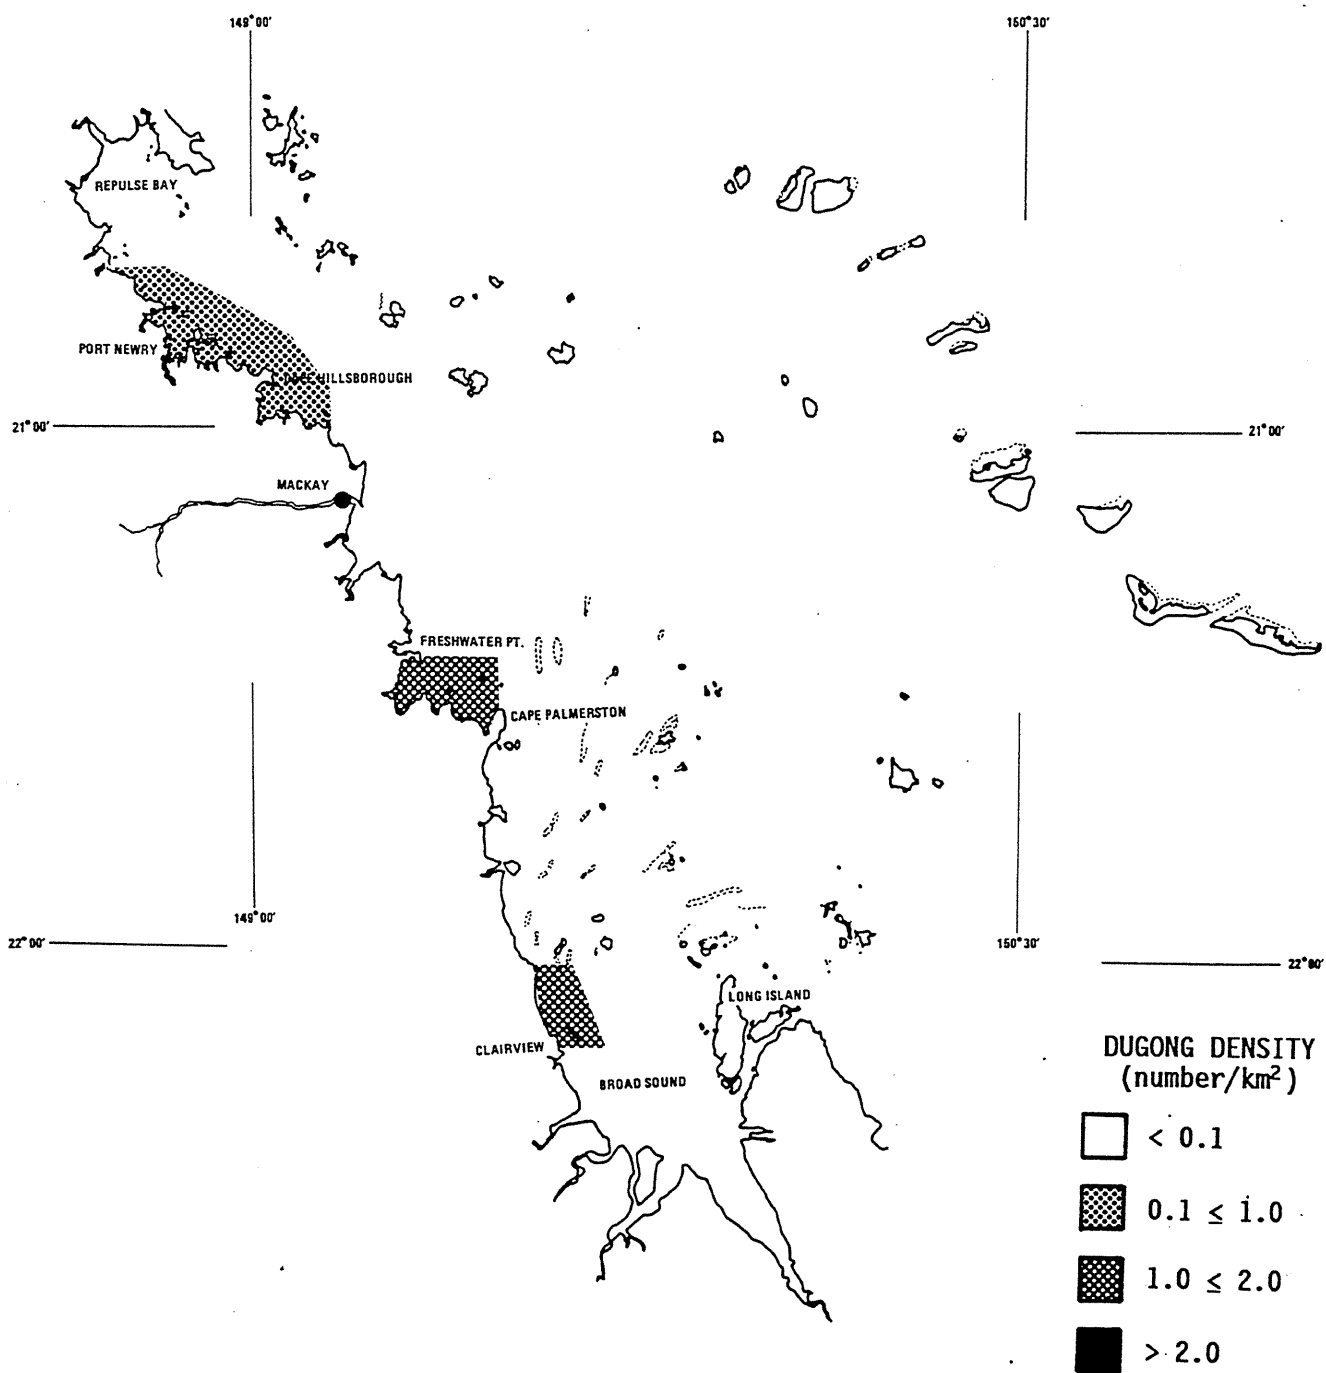 149°00'
150°30'
REPULSE BAY
PORT NEWRY
HILLSBOROUGH
21°00'
21°00'
MACKAY
FRESHWATER PT.
CAPE PALMERSTON
149°00'
22°00'
150°30'
22°00'
D
LONG ISLAND
CLAIRVIEW
BROAD SOUND
DUGONG DENSITY
(number/km²)
< 0.1
0.1 ≤ 1.0
1.0 ≤ 2.0
> 2.0